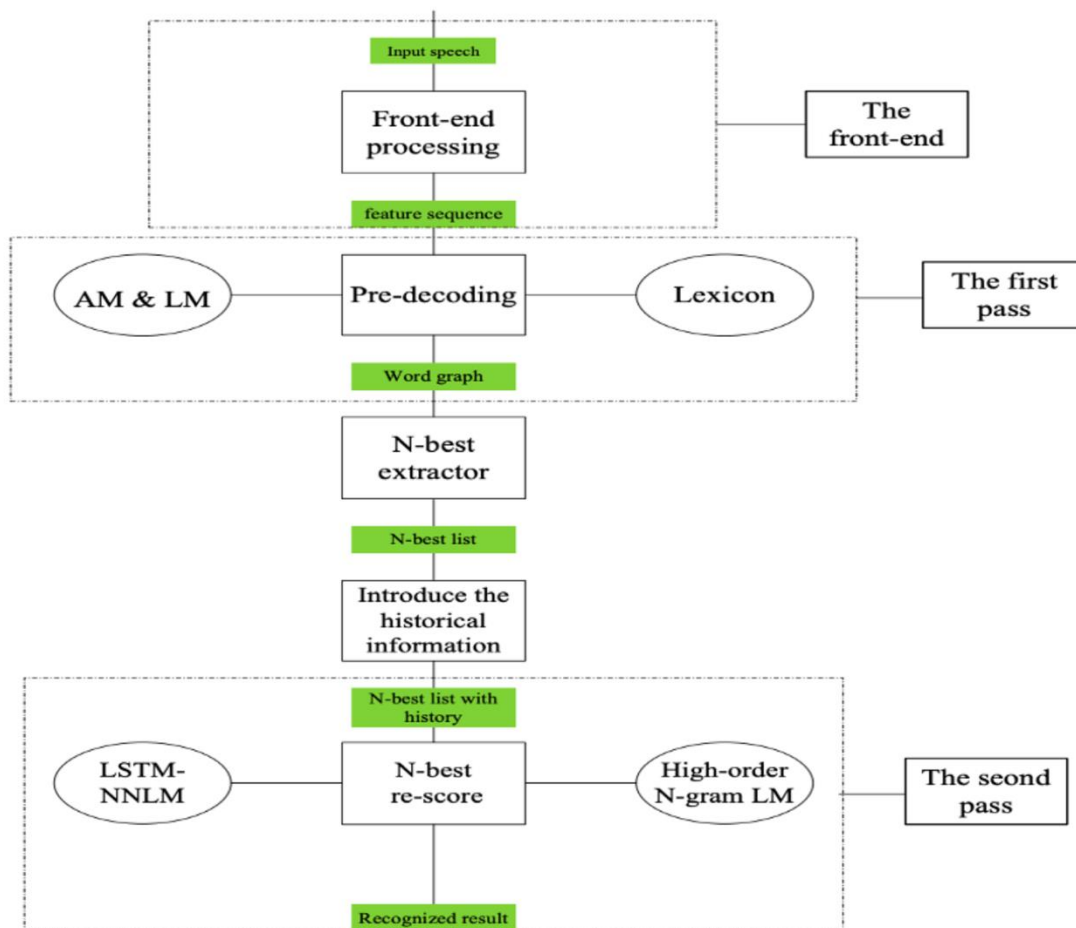 Input speech
Front-end
processing
The
front-end
feature sequence
AM & LM
Pre-decoding
Lexicon
The first
pass
Word graph
N-best
extractor
N-best list
Introduce the
historical
information
N-best list with
history
LSTM-
NNLM
N-best
re-score
High-order
N-gram LM
The seond
pass
Recognized result